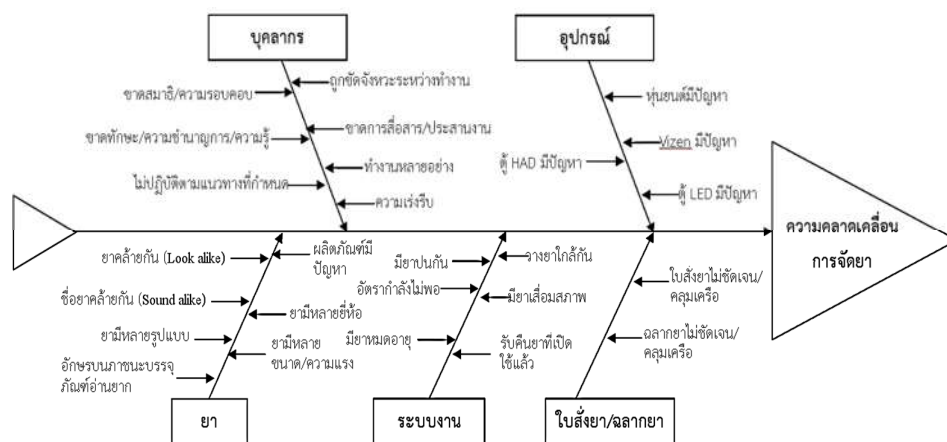 บุคลากร
อุปกรณ์
ถูกขัดจังหวะระหว่างทำงาน
ขาดสมาธิ/ความรอบคอบ
ขาดการสื่อสาร/ประสานงาน
ขาดทักษะ/ความชำนาญการ/ความรู้
ทำงานหลายอย่าง
ไม่ปฏิบัติตามแนวทางที่กำหนด
ความเร่งรีบ
หุ่นยนต์มีปัญหา
Vizen มีปัญหา
ตู้ HAD มีปัญหา
ตู้ LED มีปัญหา
ความคลาดเคลื่อน
การจัดยา
ยาคล้ายกัน (Look alike)
ผลิตภัณฑ์มี
ปัญหา
ชื่อยาคล้ายกัน (Sound alike)
ยามีหลายยี่ห้อ
ยามีหลายรูปแบบ
ยามีหลาย
ขนาด/ความแรง
อักษรบนภาชนะบรรจุ
ภัณฑ์อ่านยาก
มียาปนกัน
วางยาใกล้กัน
อัตรากำลังไม่พอ
มียาเสื่อมสภาพ
มียาหมดอายุ
รับคืนยาที่เปิด
ใช้แล้ว
ใบสั่งยาไม่ชัดเจน/
คลุมเครือ
ฉลากยาไม่ชัดเจน/
คลุมเครือ
ยา
ระบบงาน
ใบสั่งยา/ฉลากยา